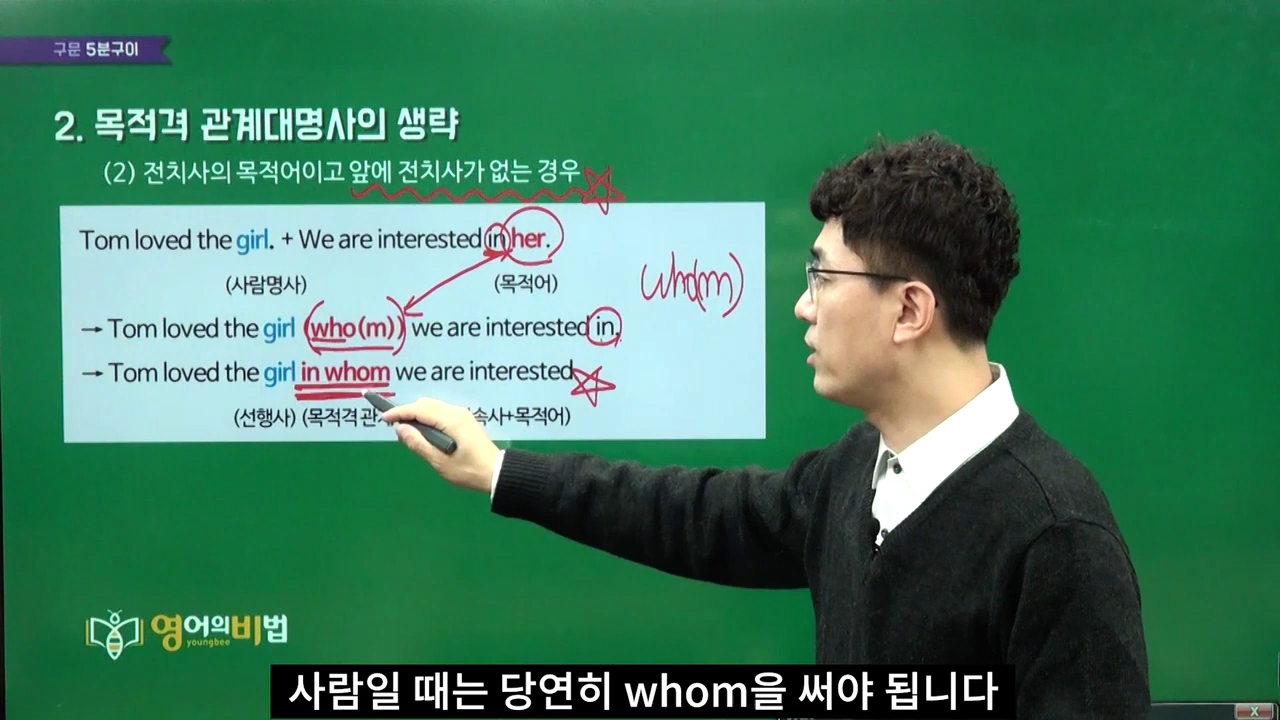 구문 5분구이
2. 목적격 관계대명사의 생략
(2) 전치사의 목적어이고 앞에 전치사가 없는 경우
Tom loved the girl. + We are interested in her.
(사람명사) (목적어)
who(m)
→ Tom loved the girl (who(m)) we are interested in.
→ Tom loved the girl in whom we are interested
(선행사) (목적격 관계 속사+목적어)
영어의비법
youngbee
사람일 때는 당연히 whom을 써야 됩니다
X